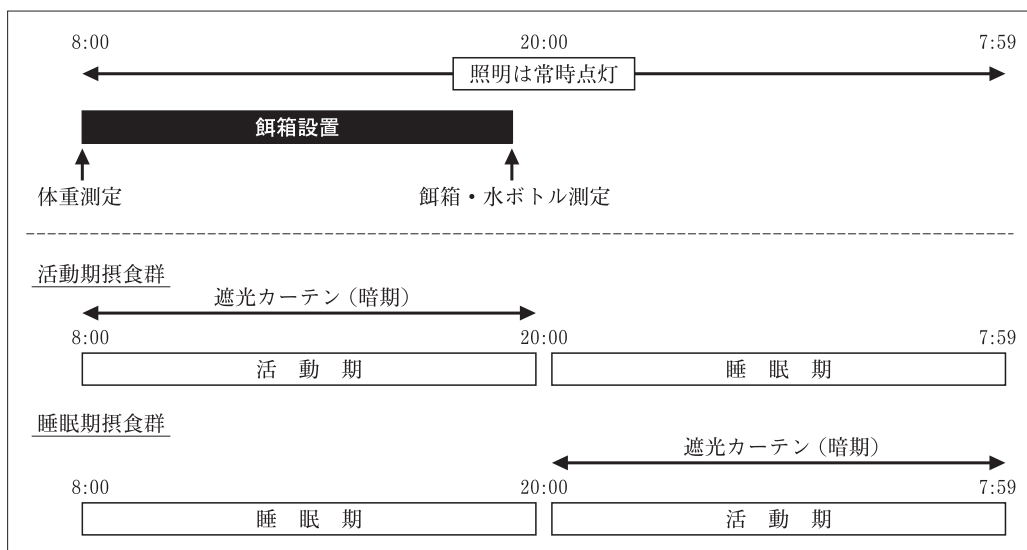 8:00 20:00 7:59
照明は常時点灯
餌箱設置
体重測定 餌箱・水ボトル測定
活動期摂食群
遮光カーテン（暗期）
8:00 20:00 7:59
活動期 睡眠期
睡眠期摂食群
遮光カーテン（暗期）
8:00 20:00 7:59
睡眠期 活動期